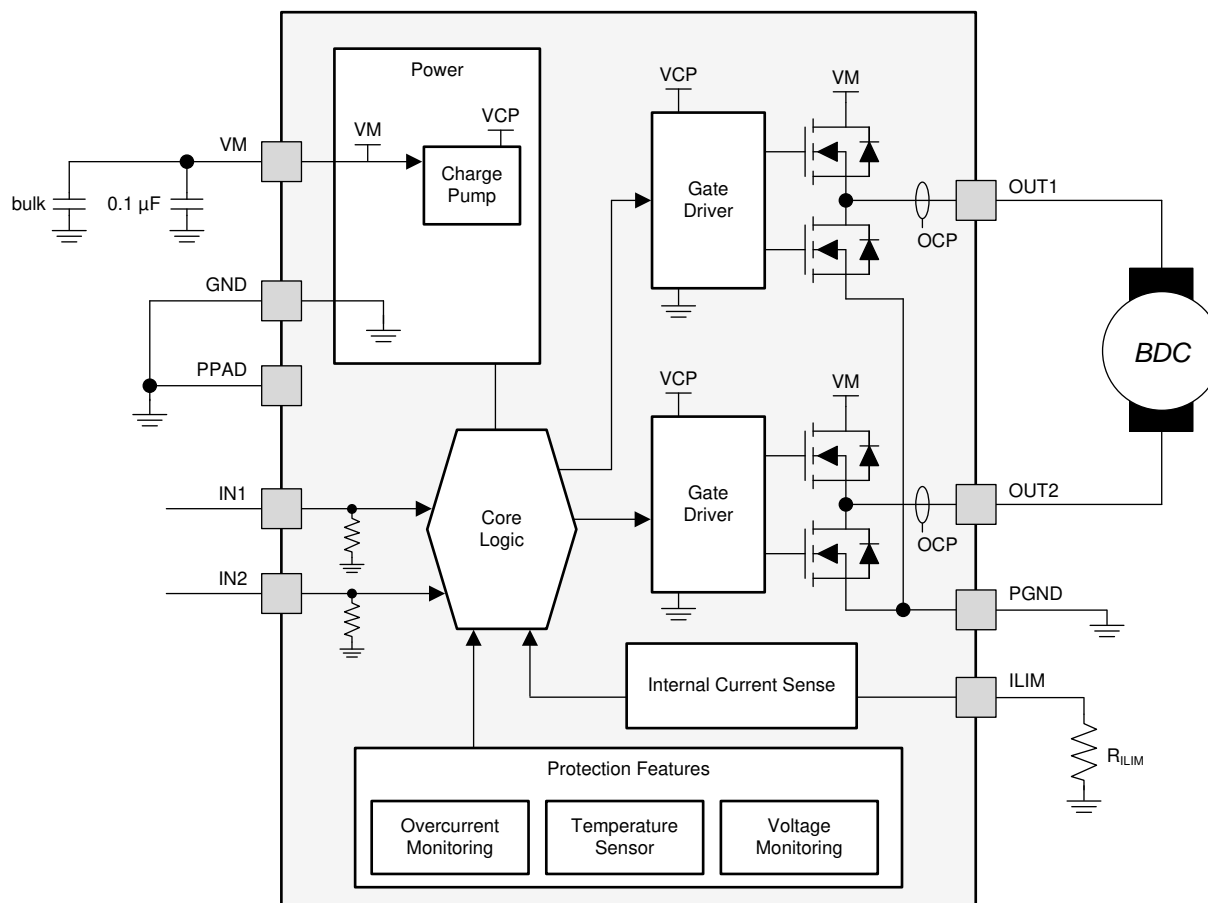 Power
VCP
VM
VM
VCP
VM
Charge
Pump
Gate
Driver
OUT1
bulk
0.1 µF
OCP
GND
PPAD
BDC
VCP
VM
IN1
Core
Logic
Gate
Driver
OUT2
OCP
IN2
PGND
Internal Current Sense
ILIM
RILIM
Protection Features
Overcurrent
Monitoring
Temperature
Sensor
Voltage
Monitoring